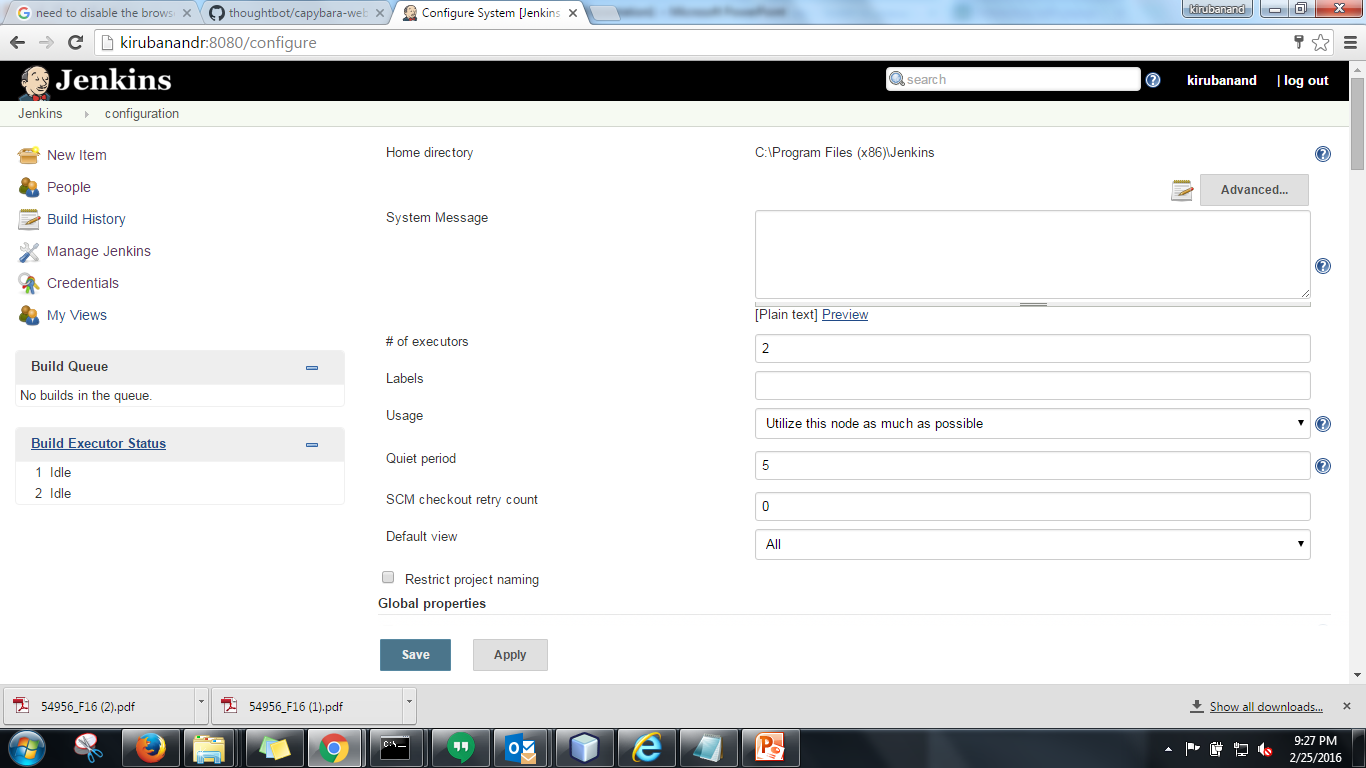 need to disable the brows
thoughtbot/capybara-web
Configure System [Jenkins
Microsoft PowerPoint
kirubanand
kirubanandr:8080/configure
Jenkins
search
kirubanand
| log out
Jenkins
configuration
New Item
People
Build History
Manage Jenkins
Credentials
My Views
Build Queue
No builds in the queue.
Build Executor Status
1 Idle
2 Idle
Home directory
C:\Program Files (x86)\Jenkins
Advanced...
System Message
[Plain text] Preview
# of executors
2
Labels
Usage
Utilize this node as much as possible
Quiet period
5
SCM checkout retry count
0
Default view
All
Restrict project naming
Global properties
Save
Apply
54956_F16 (2).pdf
54956_F16 (1).pdf
Show all downloads...
9:27 PM
2/25/2016